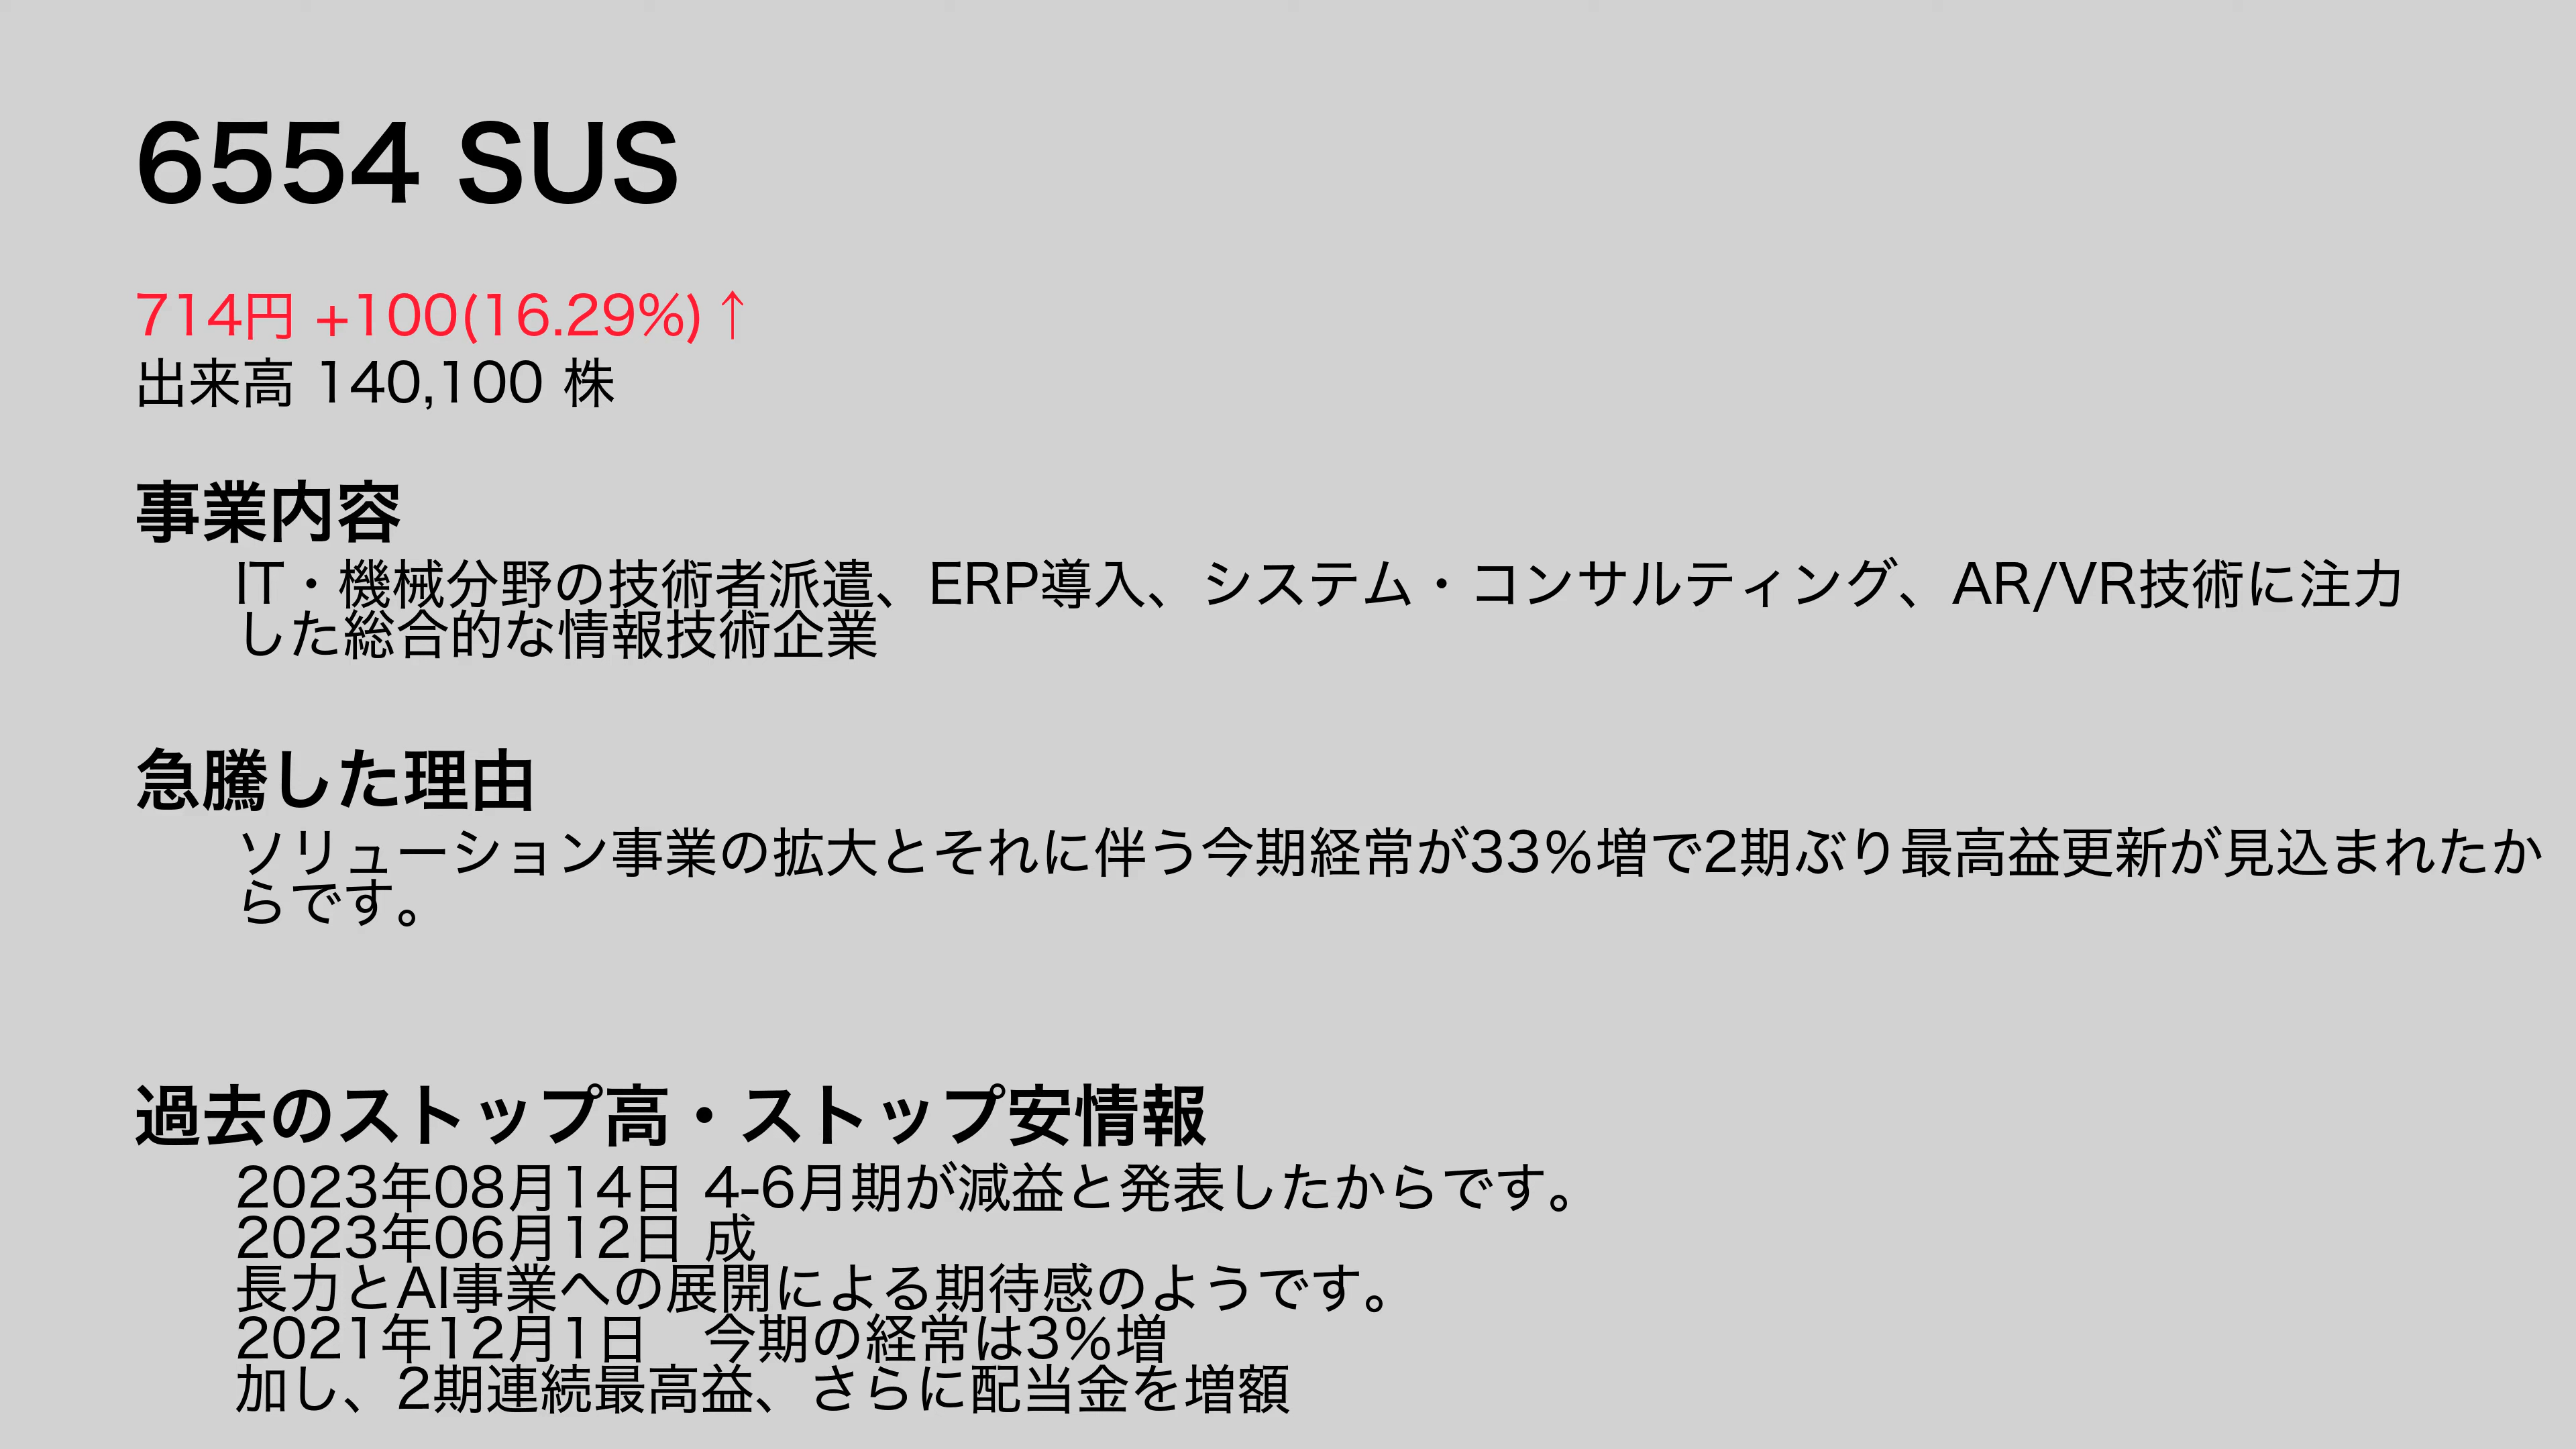 6554 SUS
714円 +100(16.29%)↑
出来高 140,100 株
事業内容
IT・機械分野の技術者派遣、ERP導入、システム・コンサルティング、AR/VR技術に注力
した総合的な情報技術企業
急騰した理由
ソリューション事業の拡大とそれに伴う今期経常が33％増で2期ぶり最高益更新が見込まれたか
らです。
過去のストップ高・ストップ安情報
2023年08月14日 4-6月期が減益と発表したからです。
2023年06月12日 成
長力とAI事業への展開による期待感のようです。
2021年12月1日　今期の経常は3％増
加し、2期連続最高益、さらに配当金を増額